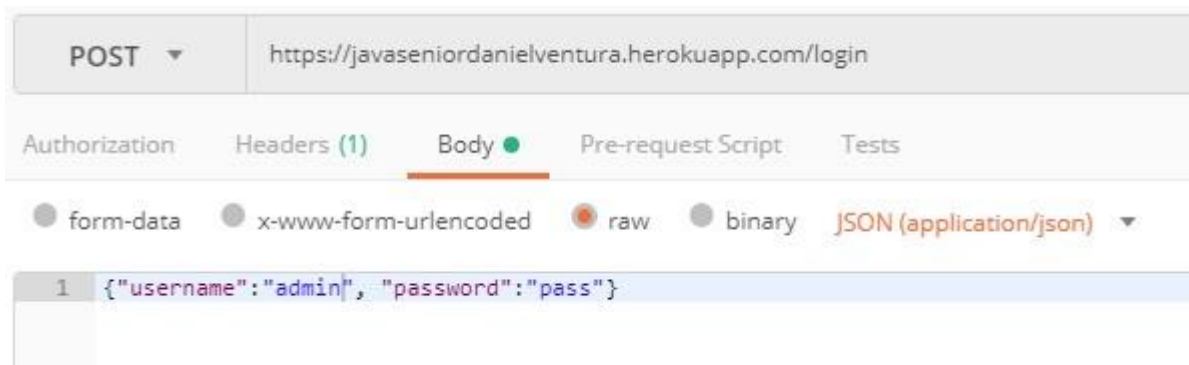 POST https://javaseniordanielventura.herokuapp.com/login
Authorization Headers (1) Body Pre-request Script Tests
form-data x-www-form-urlencoded raw binary JSON (application/json)
1 {"username":"admin", "password":"pass"}